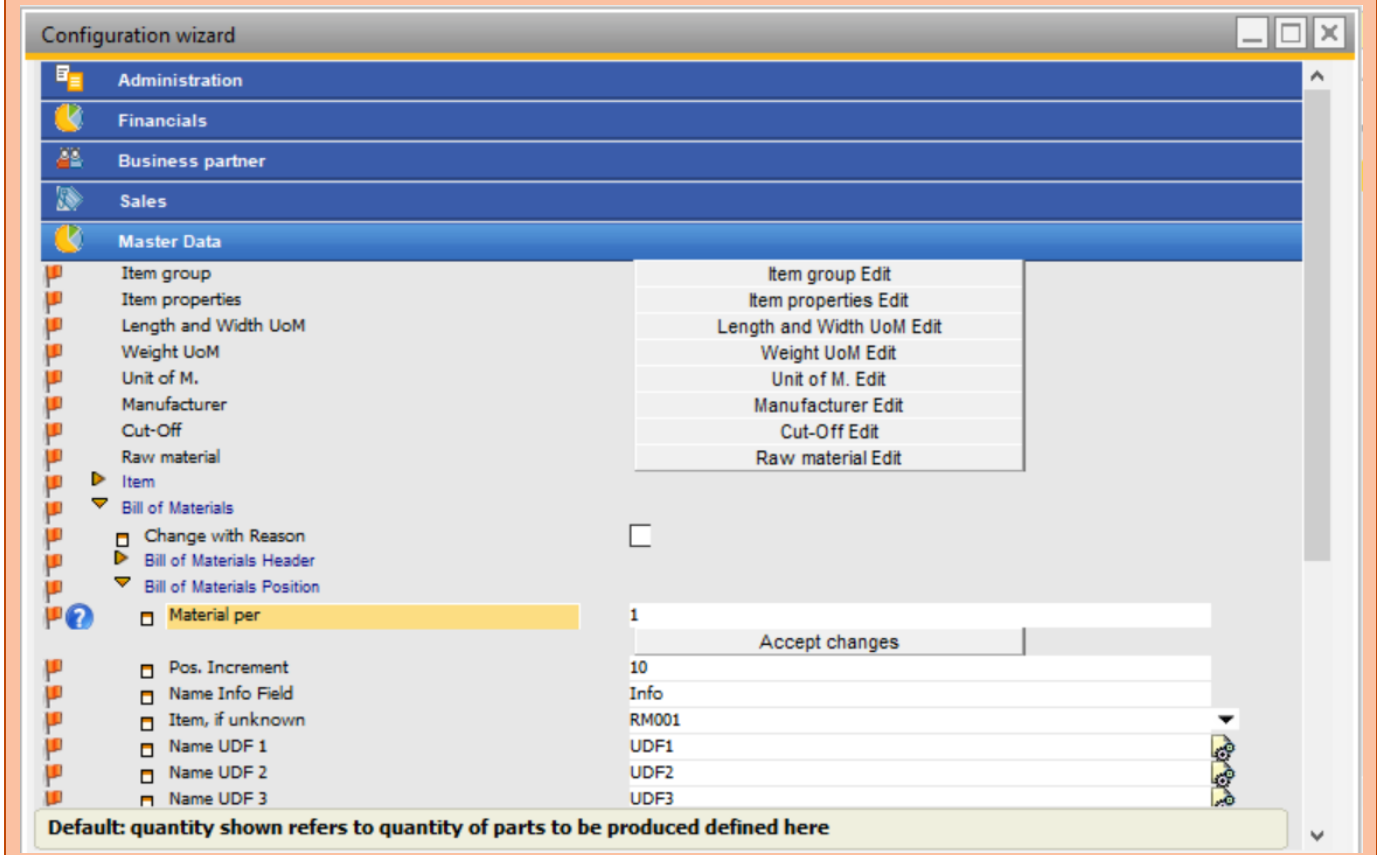 Configuration wizard
Administration
Financials
Business partner
Sales
Master Data
Item group Item group Edit
Item properties Item properties Edit
Length and Width UoM Length and Width UoM Edit
Weight UoM Weight UoM Edit
Unit of M. Unit of M. Edit
Manufacturer Manufacturer Edit
Cut-Off Cut-Off Edit
Raw material Raw material Edit
Item
Bill of Materials
Change with Reason
Bill of Materials Header
Bill of Materials Position
? Material per 1
Accept changes
Pos. Increment 10
Name Info Field Info
Item, if unknown RM001
Name UDF 1 UDF1
Name UDF 2 UDF2
Name UDF 3 UDF3
Default: quantity shown refers to quantity of parts to be produced defined here